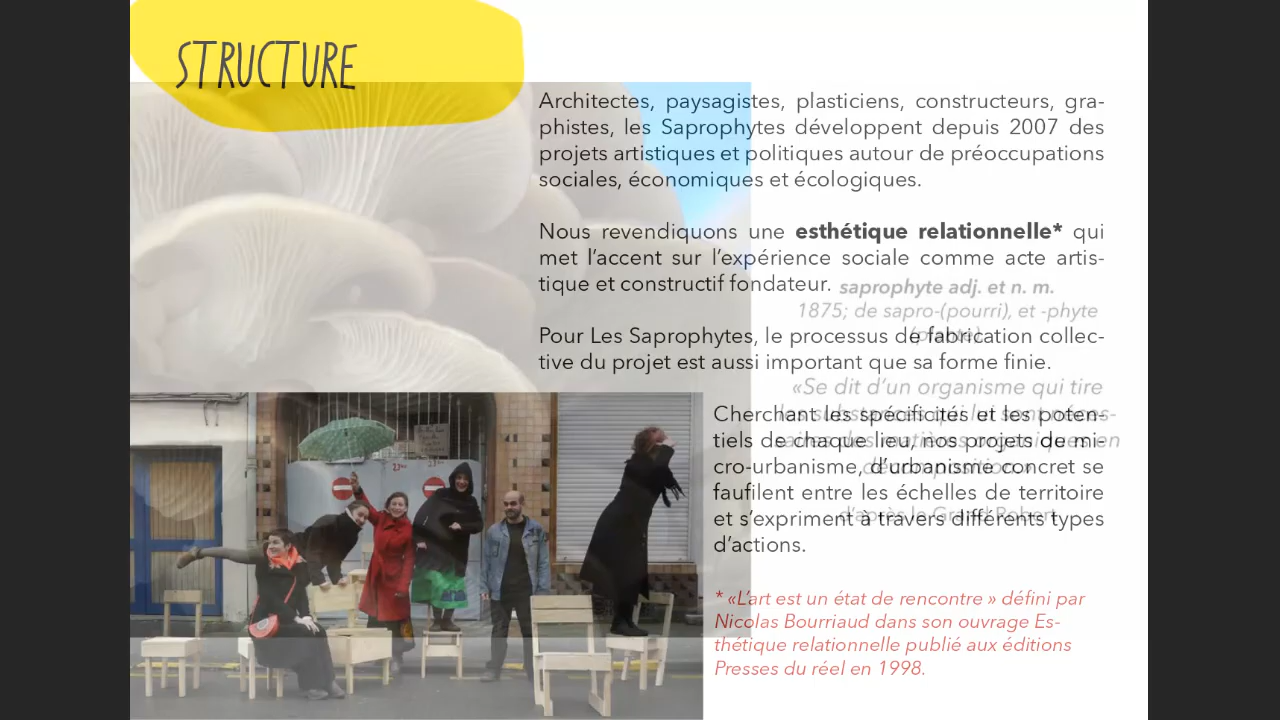 STRUCTURE
Architectes, paysagistes, plasticiens, constructeurs, gra-
phistes, les Saprophytes développent depuis 2007 des
projets artistiques et politiques autour de préoccupations
sociales, économiques et écologiques.
Nous revendiquons une esthétique relationnelle* qui
met l'accent sur l'expérience sociale comme acte artis-
tique et constructif fondateur.
saprophyte adj. et n. m.
1875; de sapro-(pourri), et -phyte
Pour Les Saprophytes, le processus de fabrication collec-
tive du projet est aussi important que sa forme finie.
«Se dit d'un organisme qui tire
Cherchant les spécificités et les poten-
tiels de chaque lieu, nos projets de mi-
cro-urbanisme, d'urbanisme concret se
faufilent entre les échelles de territoire
et s'expriment à travers différents types
d'actions.
d'après le Grand Robert
* «L'art est un état de rencontre » défini par
Nicolas Bourriaud dans son ouvrage Es-
thétique relationnelle publié aux éditions
Presses du réel en 1998.